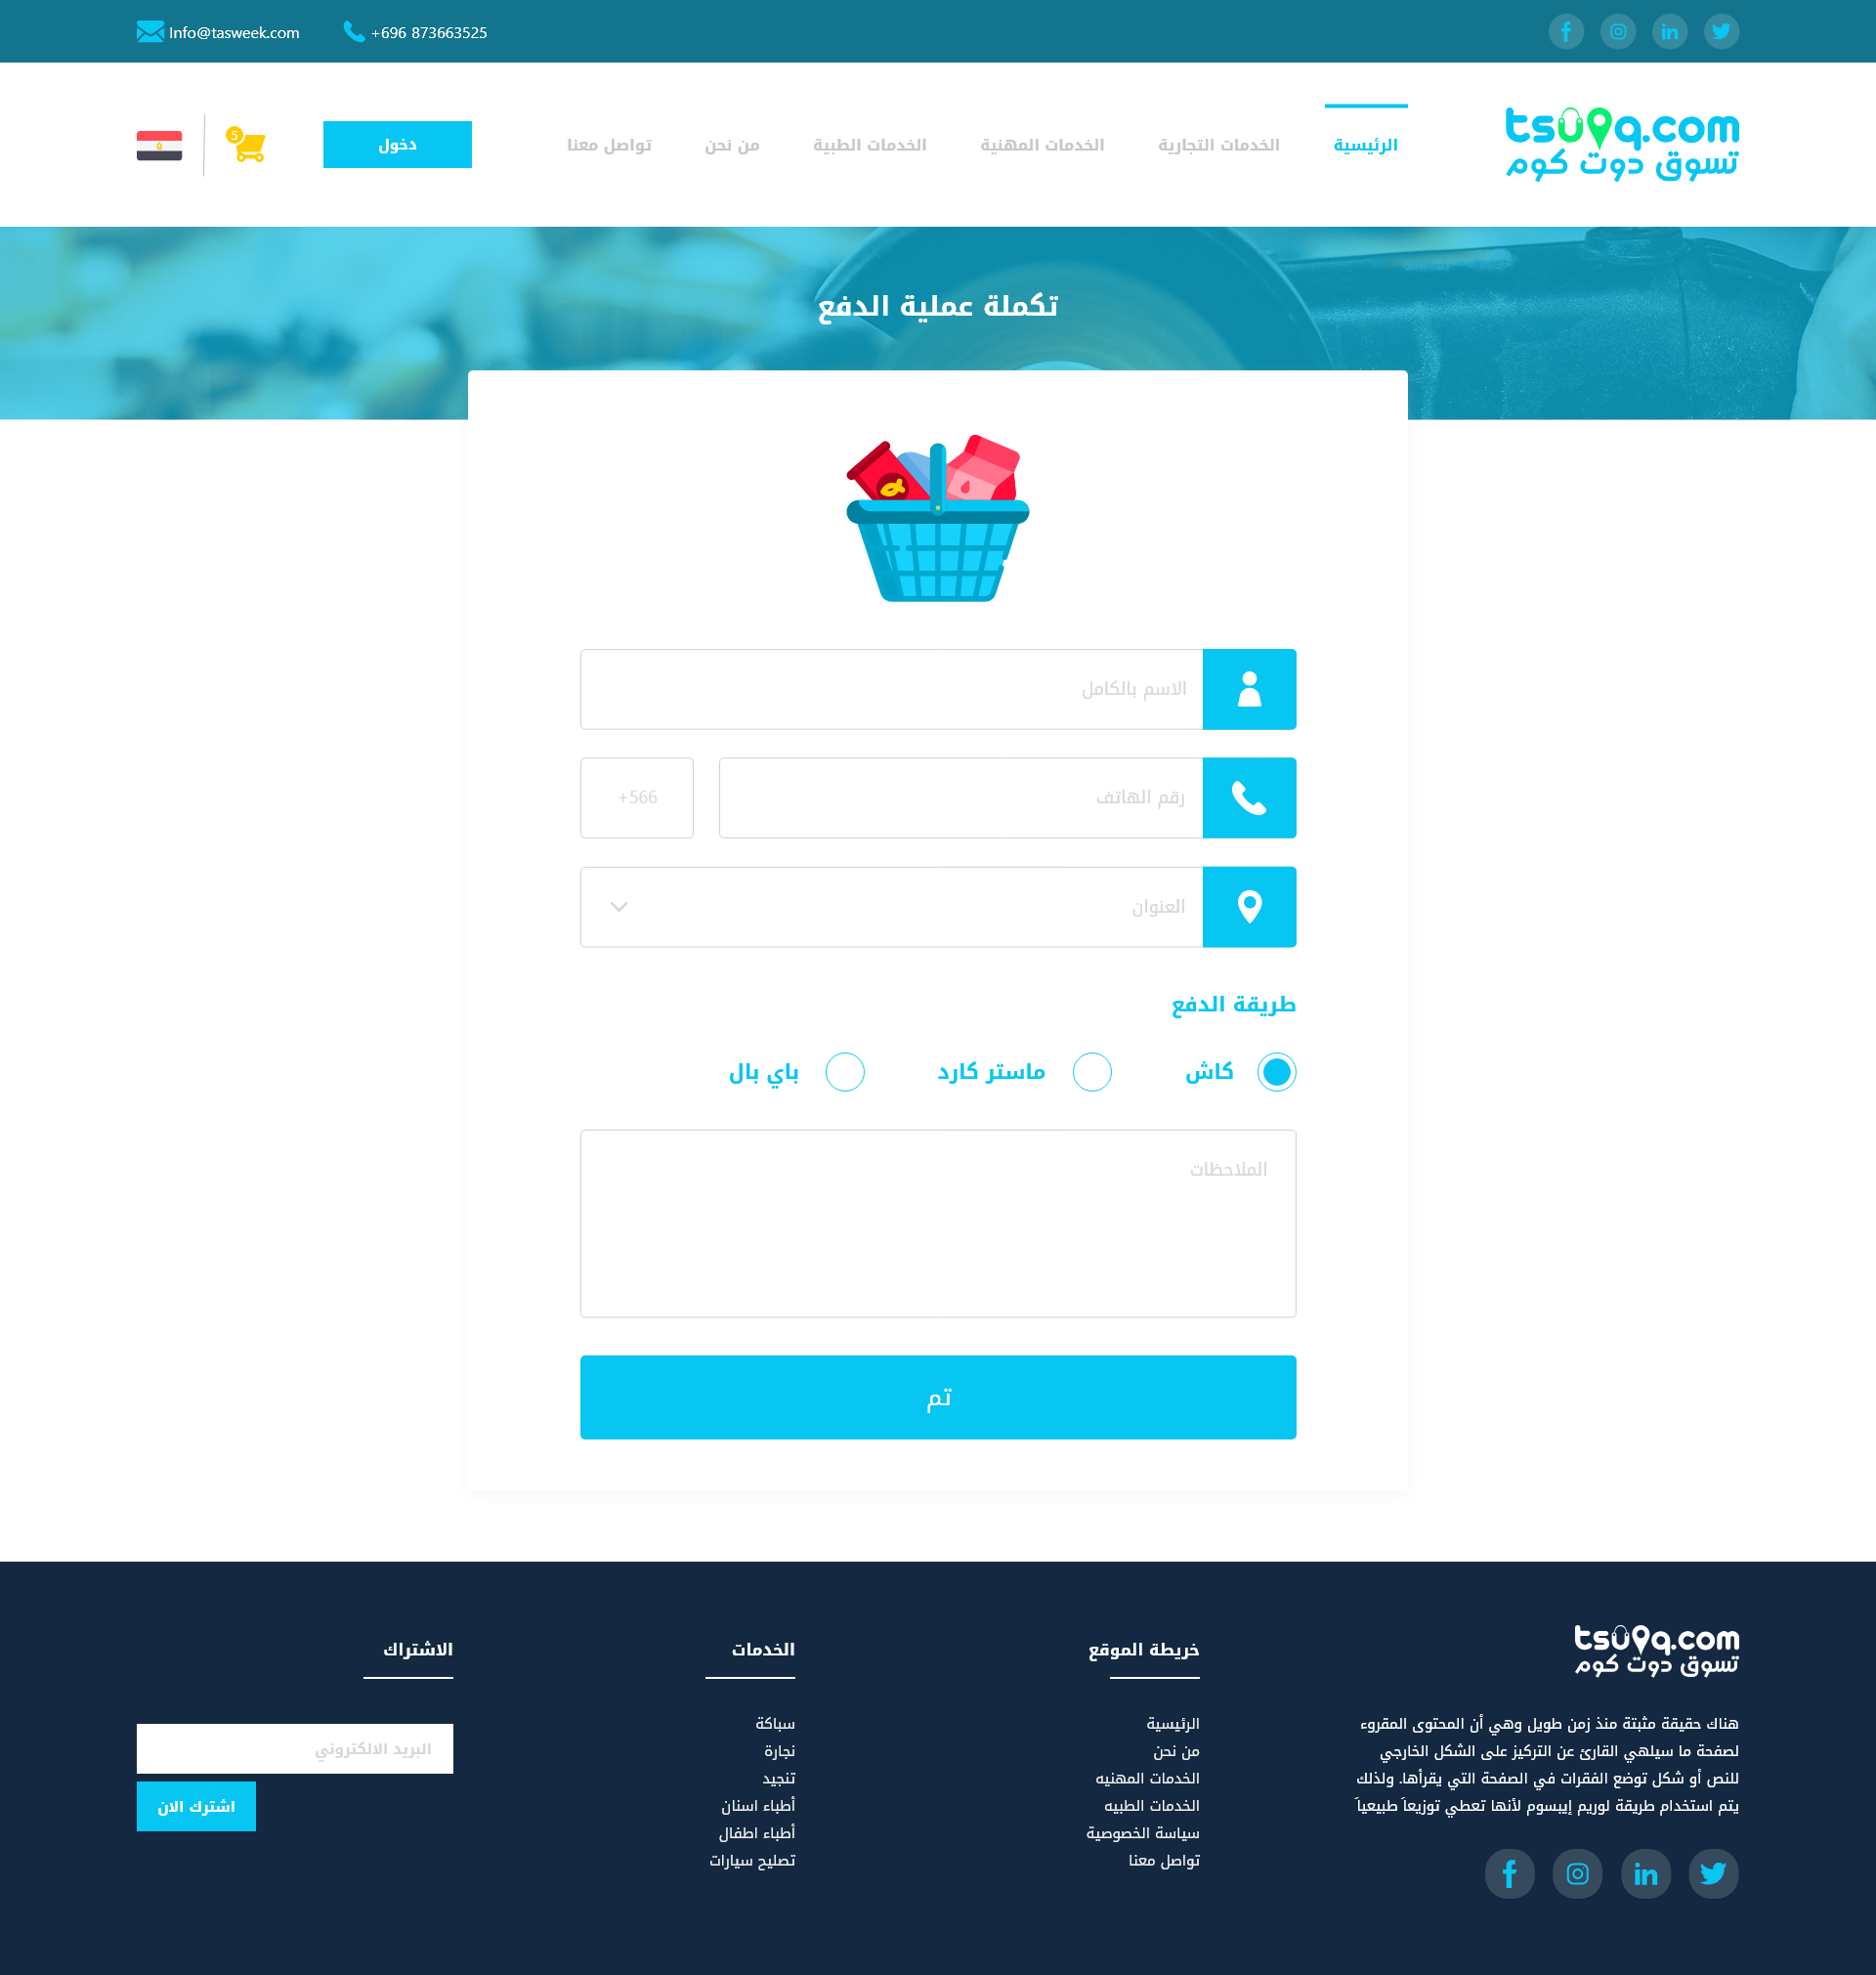 Info@tasweek.com
+696 873663525
tsuuq.com
تسوق دوت كوم
الرئيسية
الخدمات التجارية
الخدمات المهنية
الخدمات الطبية
من نحن
تواصل معنا
دخول
5
تكملة عملية الدفع
الاسم بالكامل
رقم الهاتف
+566
العنوان
طريقة الدفع
كاش
ماستر كارد
باي بال
الملاحظات
تم
tsuuq.com
تسوق دوت كوم
هناك حقيقة مثبتة منذ زمن طويل وهي أن المحتوى المقروء
لصفحة ما سيلهي القارئ عن التركيز على الشكل الخارجي
للنص أو شكل توضع الفقرات في الصفحة التي يقرأها. ولذلك
يتم استخدام طريقة لوريم إيبسوم لأنها تعطي توزيعاَ طبيعياَ
خريطة الموقع
الرئيسية
من نحن
الخدمات المهنيه
الخدمات الطبيه
سياسة الخصوصية
تواصل معنا
الخدمات
سباكة
نجارة
تنجيد
أطباء اسنان
أطباء اطفال
تصليح سيارات
الاشتراك
البريد الالكتروني
اشترك الان